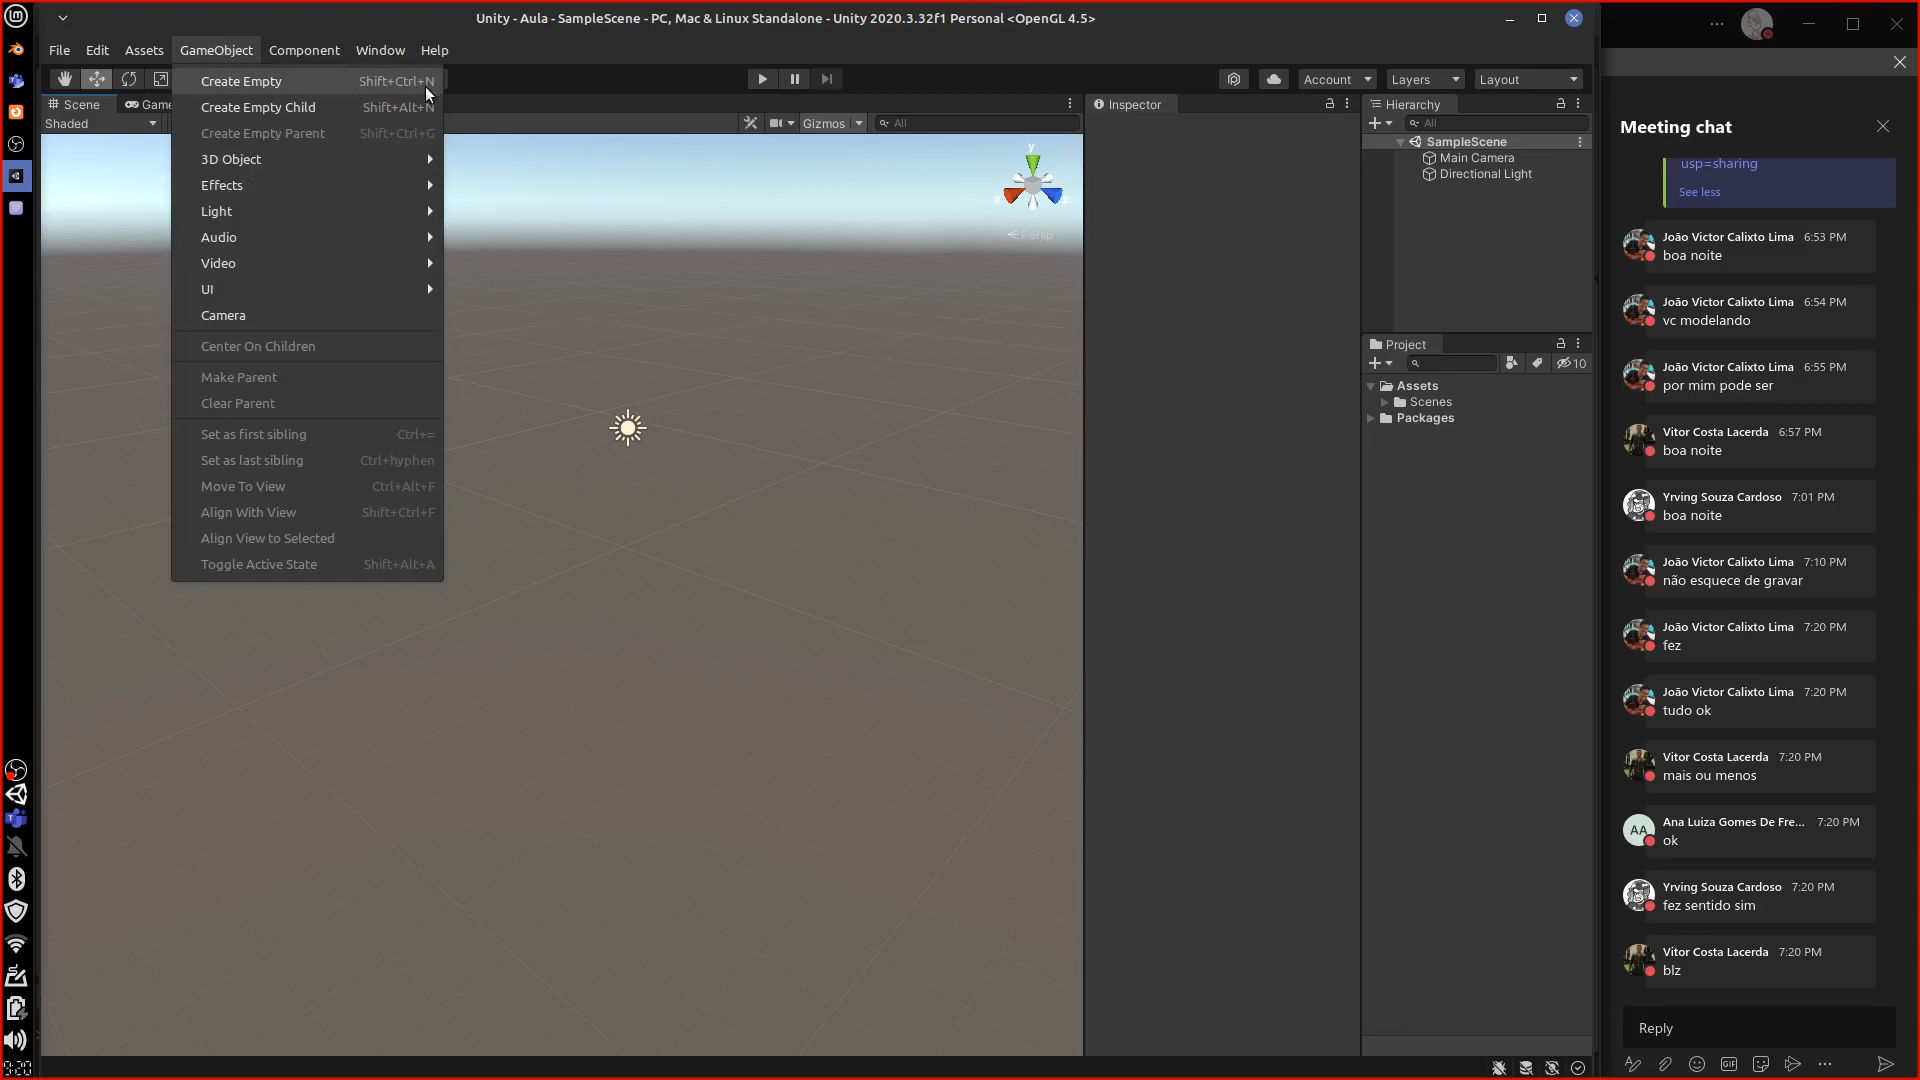 Unity - Aula - SampleScene - PC, Mac & Linux Standalone - Unity 2020.3.32f1 Personal <OpenGL 4.5>
File Edit Assets GameObject Component Window Help
Account Layers Layout
Scene Game
Shaded
Gizmos All
Create Empty Shift+Ctrl+N
Create Empty Child Shift+Alt+N
Create Empty Parent Shift+Ctrl+G
3D Object
Effects
Light
Audio
Video
UI
Camera
Center On Children
Make Parent
Clear Parent
Set as first sibling Ctrl+=
Set as last sibling Ctrl+hyphen
Move To View Ctrl+Alt+F
Align With View Shift+Ctrl+F
Align View to Selected
Toggle Active State Shift+Alt+A
y
x z
Persp
Inspector
Hierarchy
All
SampleScene
Main Camera
Directional Light
Project
10
Assets
Scenes
Packages
Meeting chat
usp=sharing
See less
João Victor Calixto Lima 6:53 PM
boa noite
João Victor Calixto Lima 6:54 PM
vc modelando
João Victor Calixto Lima 6:55 PM
por mim pode ser
Vitor Costa Lacerda 6:57 PM
boa noite
Yrving Souza Cardoso 7:01 PM
boa noite
João Victor Calixto Lima 7:10 PM
não esquece de gravar
João Victor Calixto Lima 7:20 PM
fez
João Victor Calixto Lima 7:20 PM
tudo ok
Vitor Costa Lacerda 7:20 PM
mais ou menos
AA
Ana Luiza Gomes De Fre... 7:20 PM
ok
Yrving Souza Cardoso 7:20 PM
fez sentido sim
Vitor Costa Lacerda 7:20 PM
blz
Reply
GIF